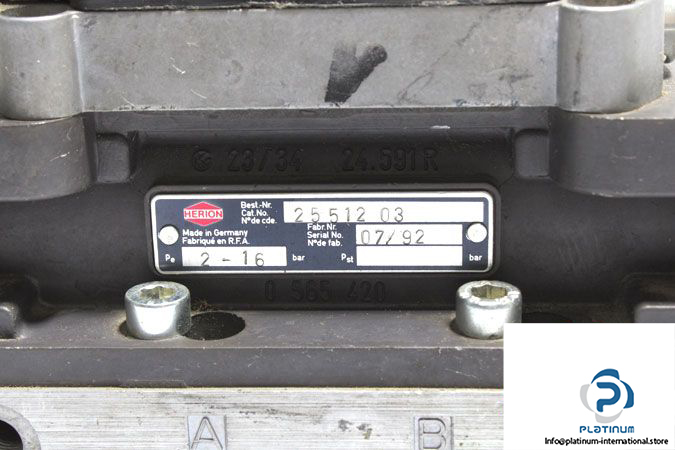 23/34 24.591R
HERION
Best.-Nr.
Cat.No. 25 512 03
N° de cde.
Fabr.Nr.
Made in Germany Serial No. 07/92
Fabriqué en R.F.A. N° de fab.
Pe 2-16 bar Pst bar
0 565 420
A B
PLATINUM
Info@platinum-international.store